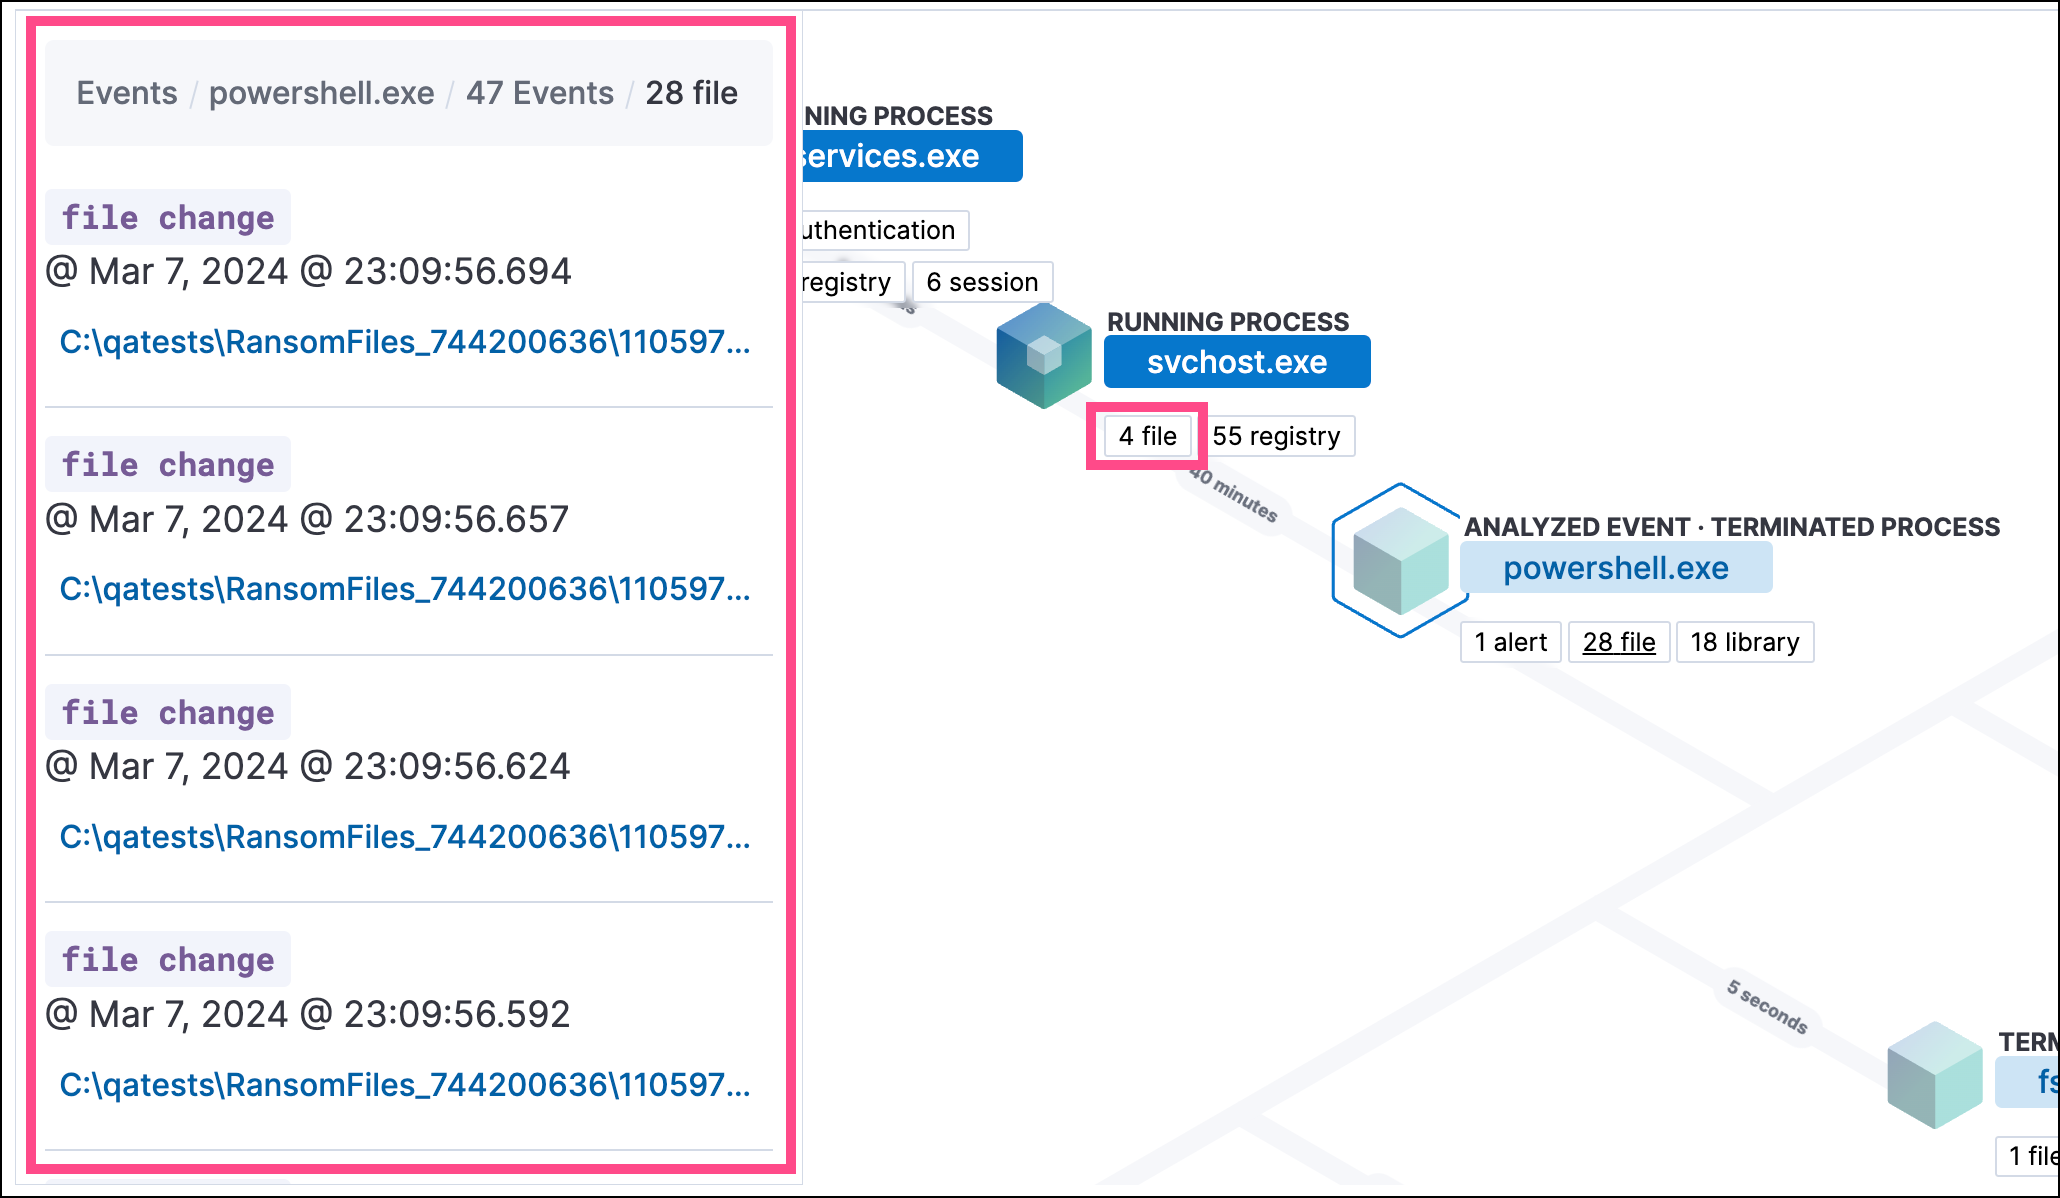 Events / powershell.exe / 47 Events / 28 file
file change
@ Mar 7, 2024 @ 23:09:56.694
C:\qatests\RansomFiles_744200636\110597...
file change
@ Mar 7, 2024 @ 23:09:56.657
C:\qatests\RansomFiles_744200636\110597...
file change
@ Mar 7, 2024 @ 23:09:56.624
C:\qatests\RansomFiles_744200636\110597...
file change
@ Mar 7, 2024 @ 23:09:56.592
C:\qatests\RansomFiles_744200636\110597...
NING PROCESS
services.exe
uthentication
registry
6 session
RUNNING PROCESS
svchost.exe
4 file
55 registry
40 minutes
ANALYZED EVENT · TERMINATED PROCESS
powershell.exe
1 alert
28 file
18 library
5 seconds
TERM
fs
1 file